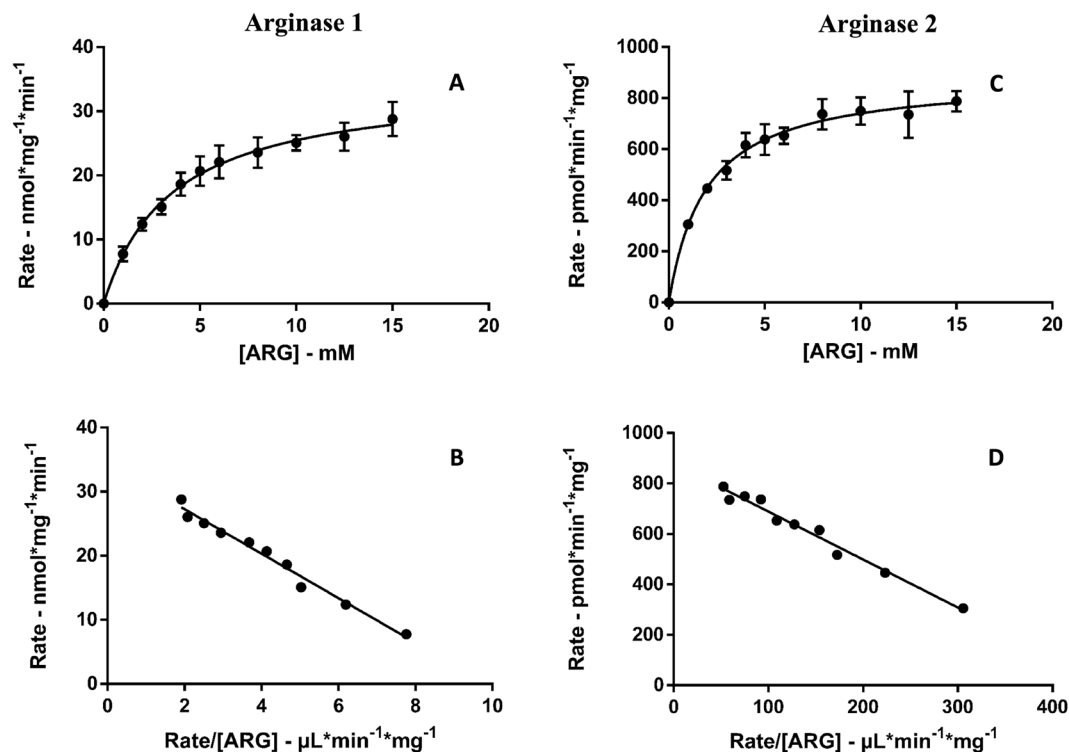 Arginase 1
Arginase 2
A
Rate - nmol*mg⁻¹*min⁻¹
40
30
20
10
0
0 5 10 15 20
[ARG] - mM
C
Rate - pmol*min⁻¹*mg⁻¹
1000
800
600
400
200
0
0 5 10 15 20
[ARG] - mM
B
Rate - nmol*mg⁻¹*min⁻¹
40
30
20
10
0
0 2 4 6 8 10
Rate/[ARG] - µL*min⁻¹*mg⁻¹
D
Rate - pmol*min⁻¹*mg⁻¹
1000
800
600
400
200
0
0 100 200 300 400
Rate/[ARG] - µL*min⁻¹*mg⁻¹